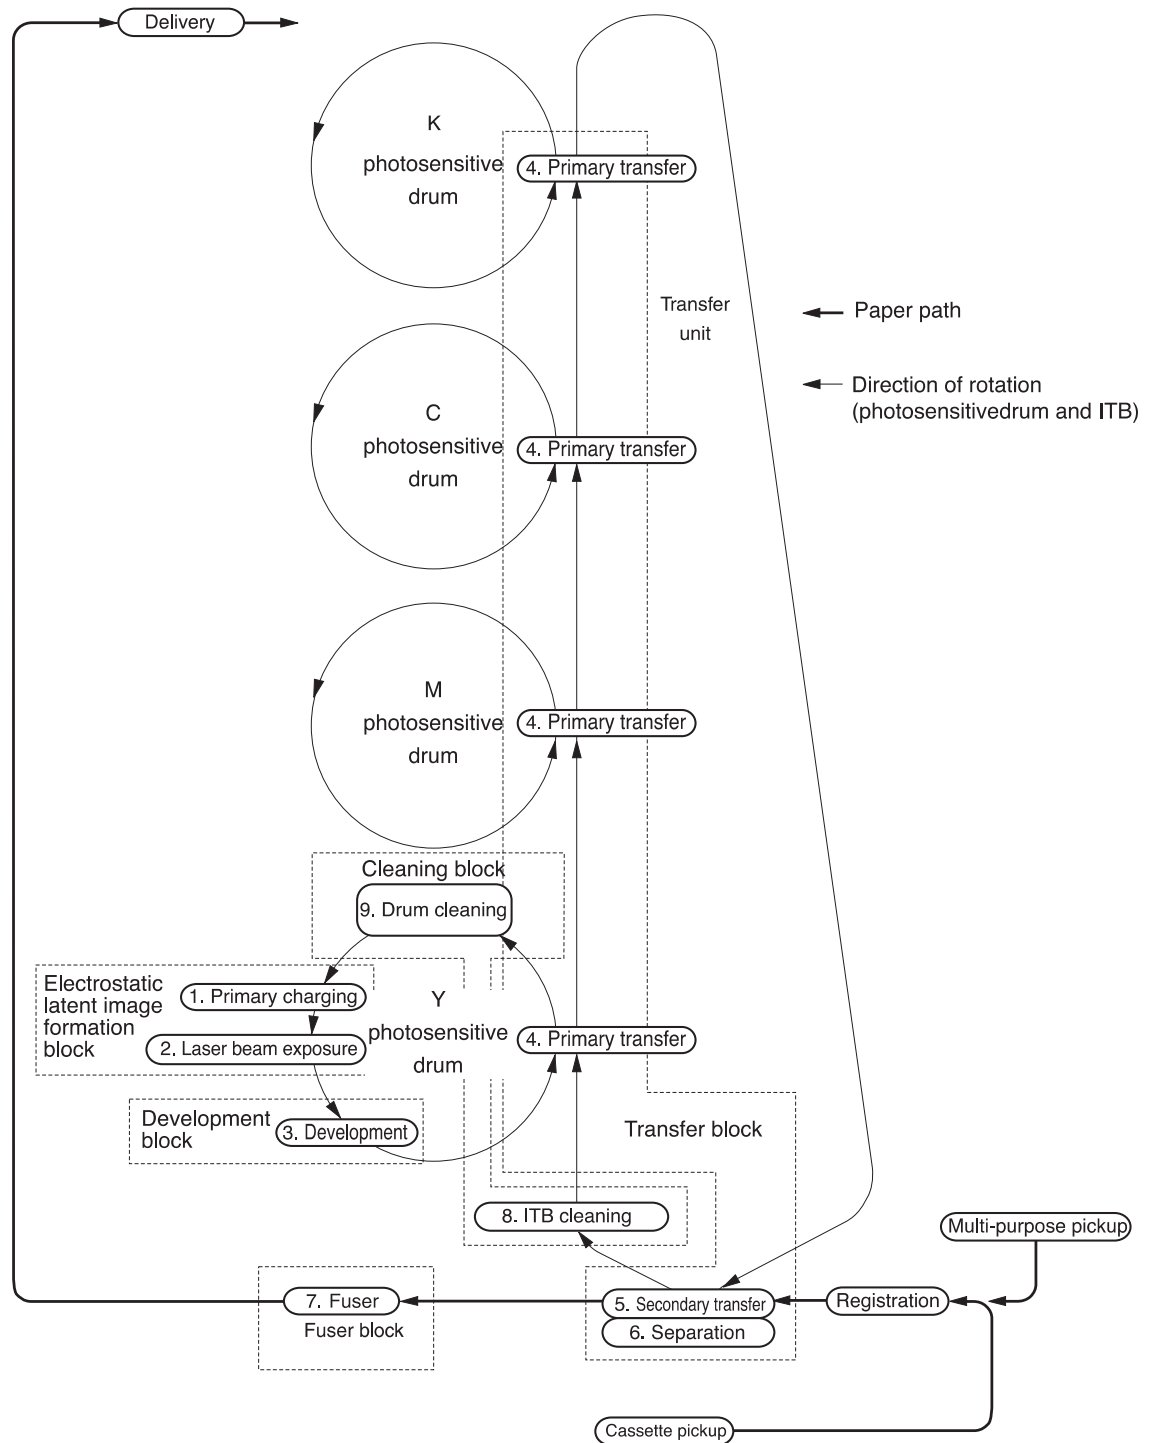 Delivery
K
photosensitive
drum
4. Primary transfer
Transfer
unit
Paper path
Direction of rotation
(photosensitivedrum and ITB)
C
photosensitive
drum
4. Primary transfer
M
photosensitive
drum
4. Primary transfer
Cleaning block
9. Drum cleaning
Electrostatic
latent image
formation
block
1. Primary charging
2. Laser beam exposure
Y
photosensitive
drum
4. Primary transfer
Development
block
3. Development
Transfer block
8. ITB cleaning
Multi-purpose pickup
7. Fuser
Fuser block
5. Secondary transfer
6. Separation
Registration
Cassette pickup